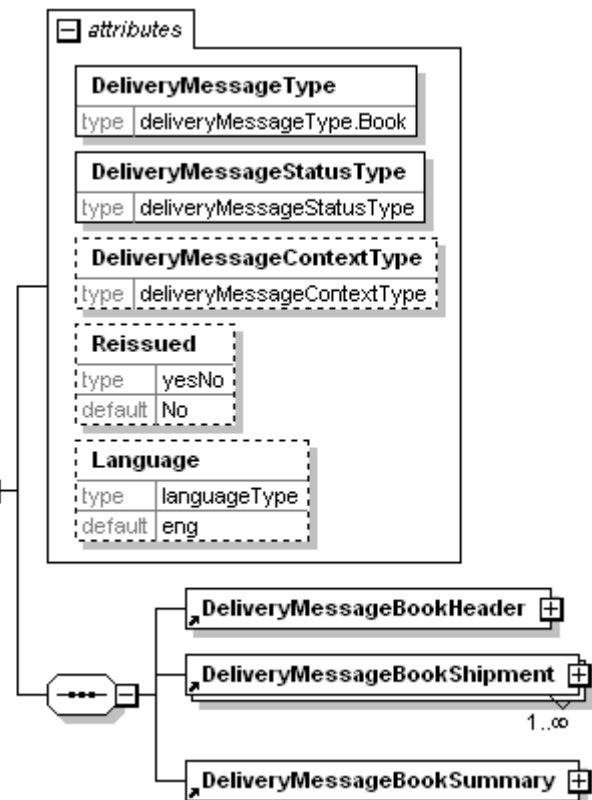 attributes
DeliveryMessageType
type deliveryMessageType.Book
DeliveryMessageStatusType
type deliveryMessageStatusType
DeliveryMessageContextType
type deliveryMessageContextType
Reissued
type yesNo
default No
Language
type languageType
default eng
DeliveryMessageBookHeader
DeliveryMessageBookShipment
1..∞
DeliveryMessageBookSummary